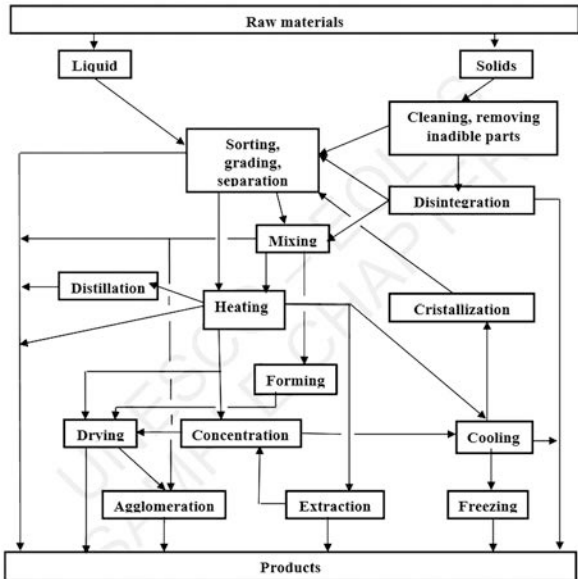 Raw materials
Liquid
Solids
Cleaning, removing
inadible parts
Sorting,
grading,
separation
Disintegration
Mixing
Distillation
Heating
Cristallization
Forming
Drying
Concentration
Cooling
Agglomeration
Extraction
Freezing
Products